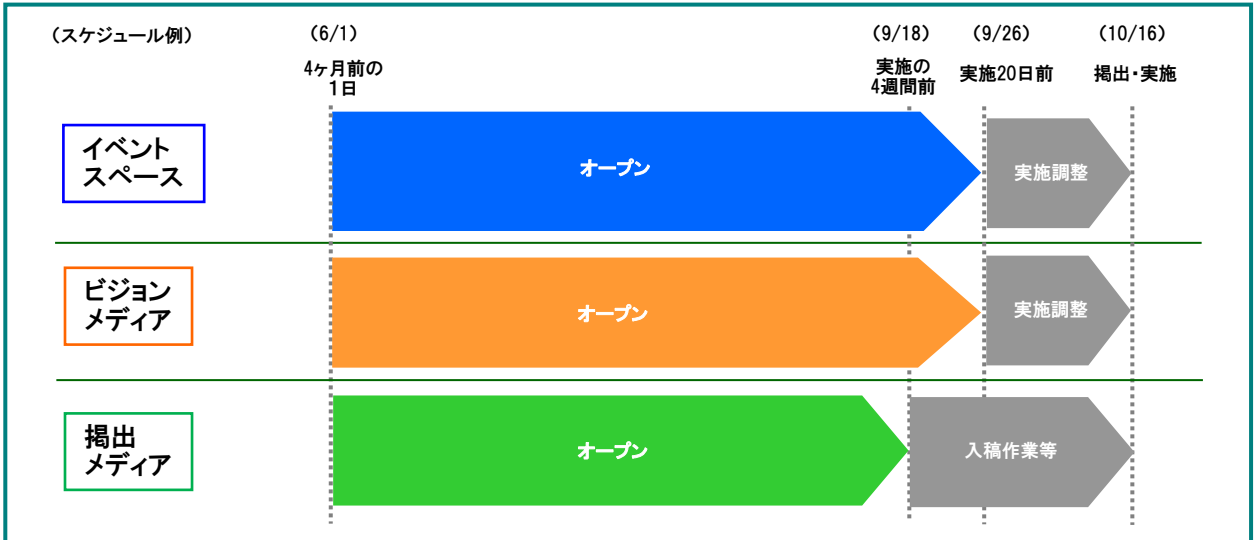 (スケジュール例)
(6/1)
(9/18)
(9/26)
(10/16)
4ヶ月前の
1日
実施の
4週間前
実施20日前
掲出・実施
イベント
スペース
オープン
実施調整
ビジョン
メディア
オープン
実施調整
掲出
メディア
オープン
入稿作業等